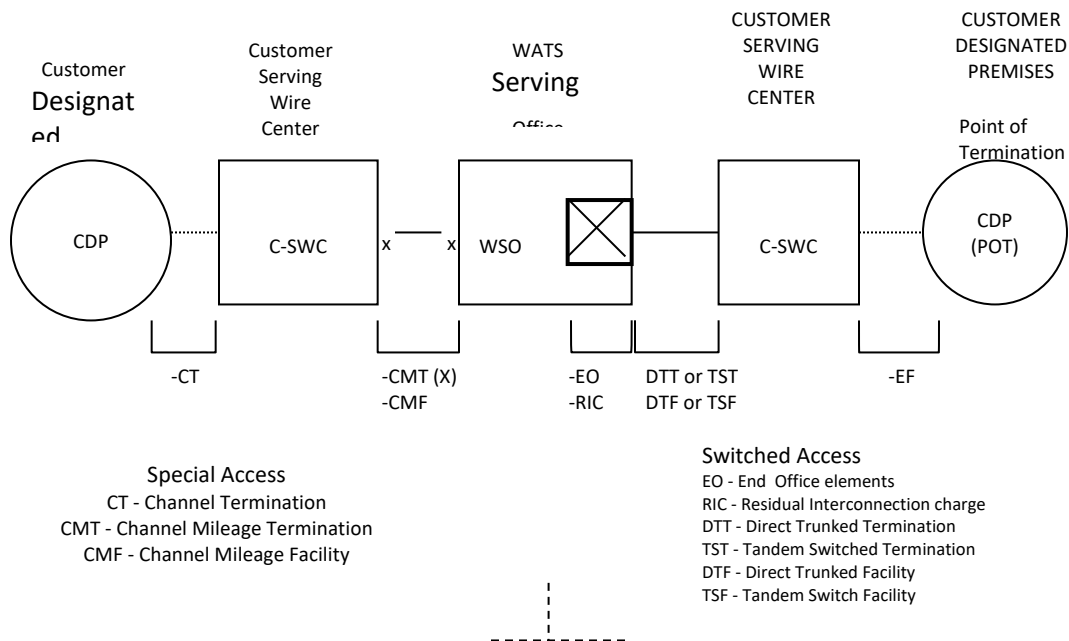 Customer
Designat
ed
Customer
Serving
Wire
Center
WATS
Serving
Office
CUSTOMER
SERVING
WIRE
CENTER
CUSTOMER
DESIGNATED
PREMISES
Point of
Termination
CDP
C-SWC
x
x
WSO
C-SWC
CDP
(POT)
-CT
-CMT (X)
-CMF
-EO
-RIC
DTT or TST
DTF or TSF
-EF
Special Access
CT - Channel Termination
CMT - Channel Mileage Termination
CMF - Channel Mileage Facility
Switched Access
EO - End Office elements
RIC - Residual Interconnection charge
DTT - Direct Trunked Termination
TST - Tandem Switched Termination
DTF - Direct Trunked Facility
TSF - Tandem Switch Facility